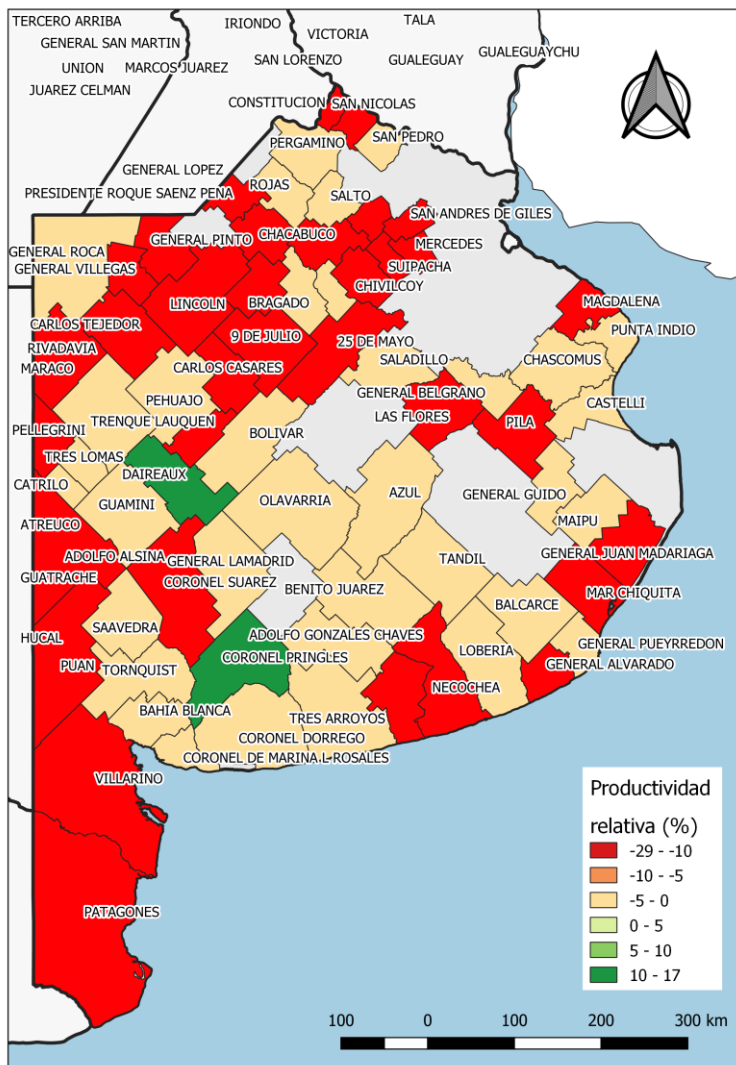 TERCERO ARRIBA
IRIONDO
TALA
VICTORIA
GENERAL SAN MARTIN
GUALEGUAYCHU
UNION
MARCOS JUAREZ
SAN LORENZO
GUALEGUAY
JUAREZ CELMAN
CONSTITUCION
SAN NICOLAS
PERGAMINO
SAN PEDRO
GENERAL LOPEZ
ROJAS
PRESIDENTE ROQUE SAENZ PEÑA
SALTO
SAN ANDRES DE GILES
GENERAL PINTO
CHACABUCO
MERCEDES
GENERAL ROCA
GENERAL VILLEGAS
SUIPACHA
CHIVILCOY
LINCOLN
BRAGADO
MAGDALENA
CARLOS TEJEDOR
PUNTA INDIO
9 DE JULIO
25 DE MAYO
RIVADAVIA
SALADILLO
CHASCOMUS
MARACO
CARLOS CASARES
PEHUAJO
GENERAL BELGRANO
CASTELLI
TRENQUE LAUQUEN
LAS FLORES
PILA
PELLEGRINI
BOLIVAR
TRES LOMAS
DAIREAUX
CATRILO
GENERAL GUIDO
GUAMINI
OLAVARRIA
AZUL
MAIPU
ATREUCO
ADOLFO ALSINA
GENERAL LAMADRID
TANDIL
GENERAL JUAN MADARIAGA
GUATRACHE
CORONEL SUAREZ
BENITO JUAREZ
MAR CHIQUITA
BALCARCE
SAAVEDRA
HUCAL
ADOLFO GONZALES CHAVES
GENERAL PUEYRREDON
LOBERIA
CORONEL PRINGLES
PUAN
TORNQUIST
GENERAL ALVARADO
NECOCHEA
BAHIA BLANCA
TRES ARROYOS
CORONEL DORREGO
CORONEL DE MARINA L ROSALES
VILLARINO
PATAGONES
Productividad
relativa (%)
-29 - -10
-10 - -5
-5 - 0
0 - 5
5 - 10
10 - 17
100 0 100 200 300 km